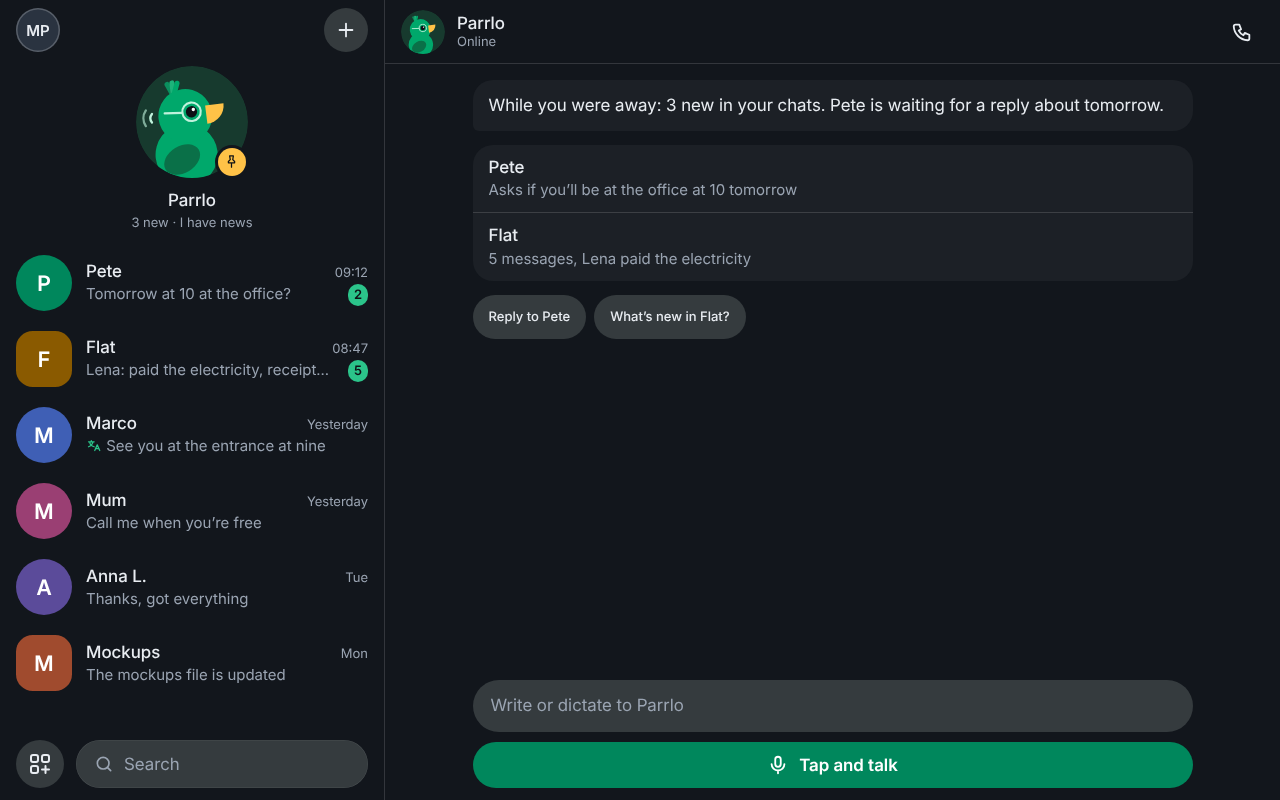 MP
Parrlo
3 new · I have news
P
Pete
09:12
Tomorrow at 10 at the office?
2
F
Flat
08:47
Lena: paid the electricity, receipt...
5
M
Marco
Yesterday
See you at the entrance at nine
M
Mum
Yesterday
Call me when you’re free
A
Anna L.
Tue
Thanks, got everything
M
Mockups
Mon
The mockups file is updated
Search
Parrlo
Online
While you were away: 3 new in your chats. Pete is waiting for a reply about tomorrow.
Pete
Asks if you’ll be at the office at 10 tomorrow
Flat
5 messages, Lena paid the electricity
Reply to Pete
What’s new in Flat?
Write or dictate to Parrlo
Tap and talk